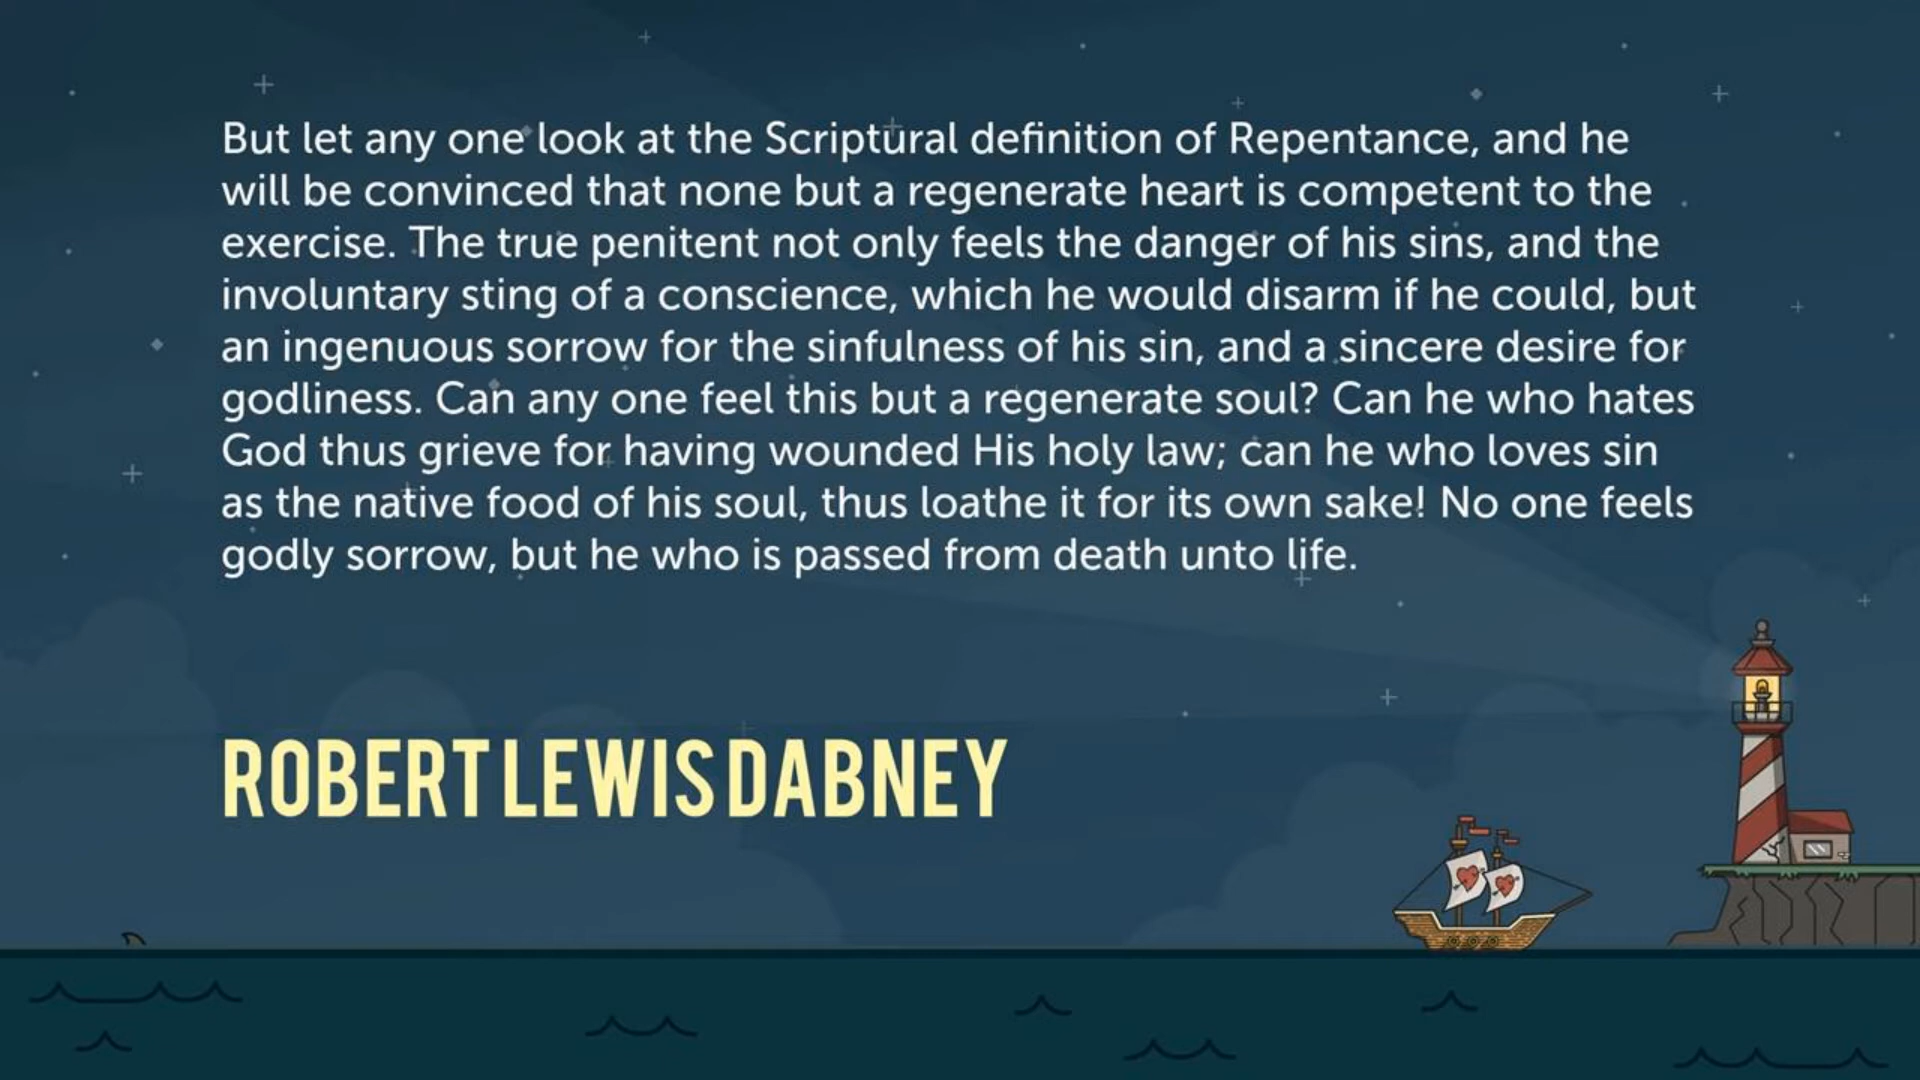 But let any one look at the Scriptural definition of Repentance, and he
will be convinced that none but a regenerate heart is competent to the
exercise. The true penitent not only feels the danger of his sins, and the
involuntary sting of a conscience, which he would disarm if he could, but
an ingenuous sorrow for the sinfulness of his sin, and a sincere desire for
godliness. Can any one feel this but a regenerate soul? Can he who hates
God thus grieve for having wounded His holy law; can he who loves sin
as the native food of his soul, thus loathe it for its own sake! No one feels
godly sorrow, but he who is passed from death unto life.
ROBERT LEWIS DABNEY